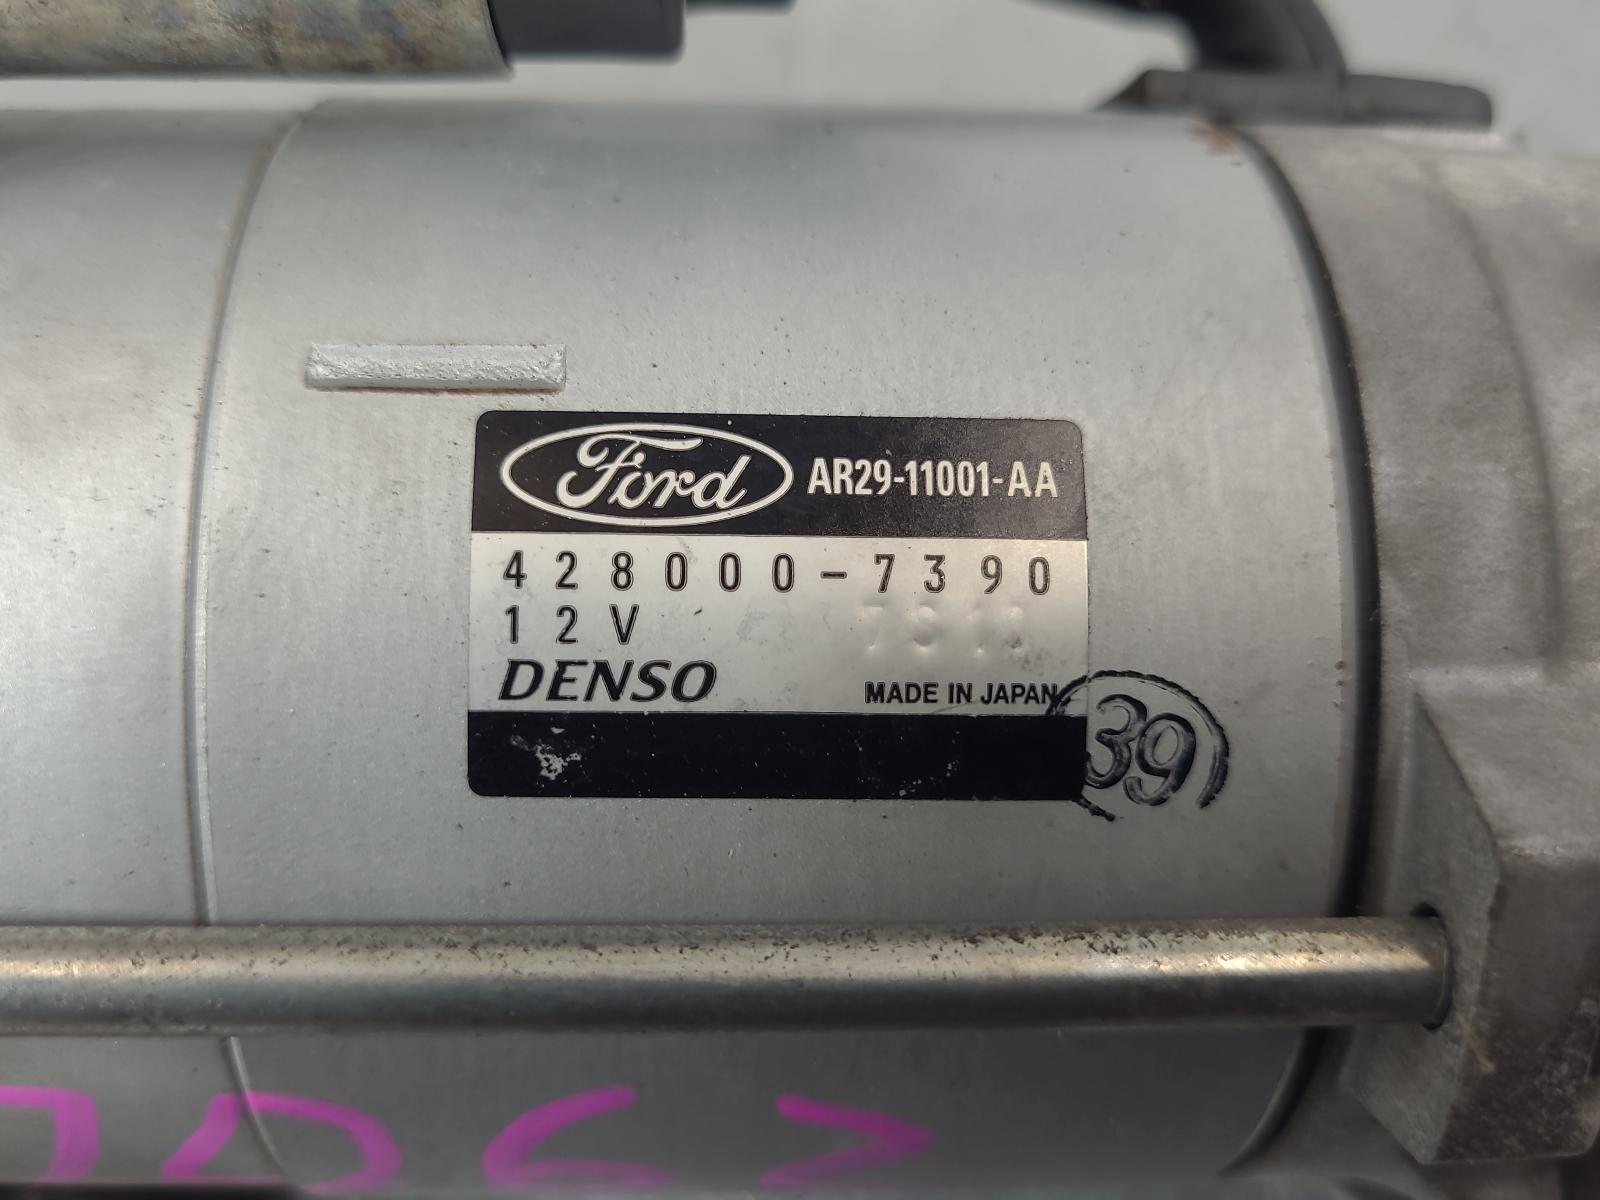 Ford AR29-11001-AA
428000-7390
12V
DENSO MADE IN JAPAN
39